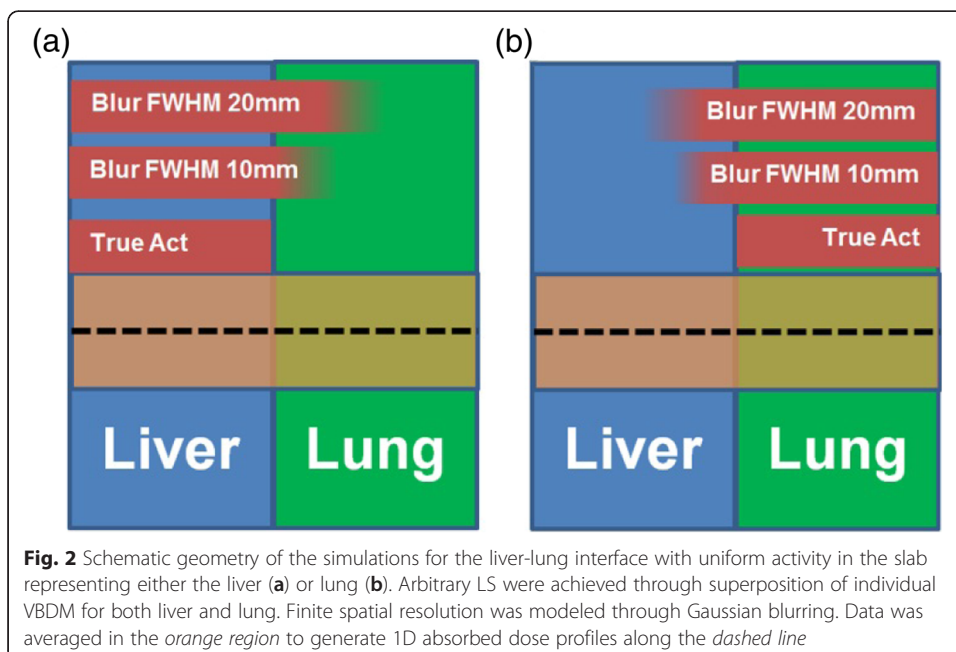 (a)
Blur FWHM 20mm
Blur FWHM 10mm
True Act
Liver Lung
(b)
Blur FWHM 20mm
Blur FWHM 10mm
True Act
Liver Lung
Fig. 2 Schematic geometry of the simulations for the liver-lung interface with uniform activity in the slab
representing either the liver (a) or lung (b). Arbitrary LS were achieved through superposition of individual
VBDM for both liver and lung. Finite spatial resolution was modeled through Gaussian blurring. Data was
averaged in the orange region to generate 1D absorbed dose profiles along the dashed line